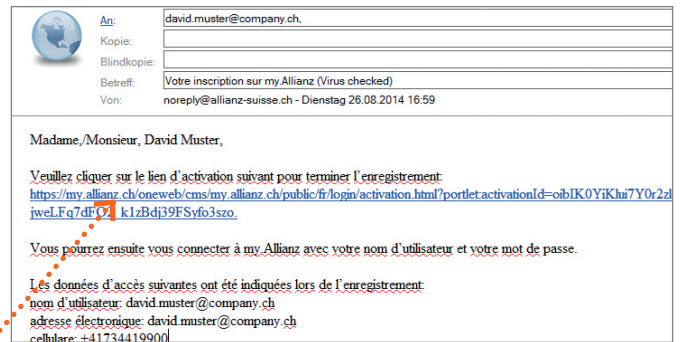 An: david.muster@company.ch,
Kopie:
Blindkopie:
Betreff: Votre inscription sur my.Allianz (Virus checked)
Von: noreply@allianz-suisse.ch - Dienstag 26.08.2014 16:59
Madame,/Monsieur, David Muster,
Veuillez cliquer sur le lien d'activation suivant pour terminer l'enregistrement:
https://my.allianz.ch/oneweb/cms/my.allianz.ch/public/fr/login/activation.html?portlet:activationId=oibIK0YiKlui7Y0r2zl
k1zBdj39FSyfo3szo.
Vous pourrez ensuite vous connecter à my.Allianz avec votre nom d'utilisateur et votre mot de passe.
Les données d'accès suivantes ont été indiquées lors de l'enregistrement:
nom d'utilisateur: david.muster@company.ch
adresse électronique: david.muster@company.ch
cellulare: +41734419900